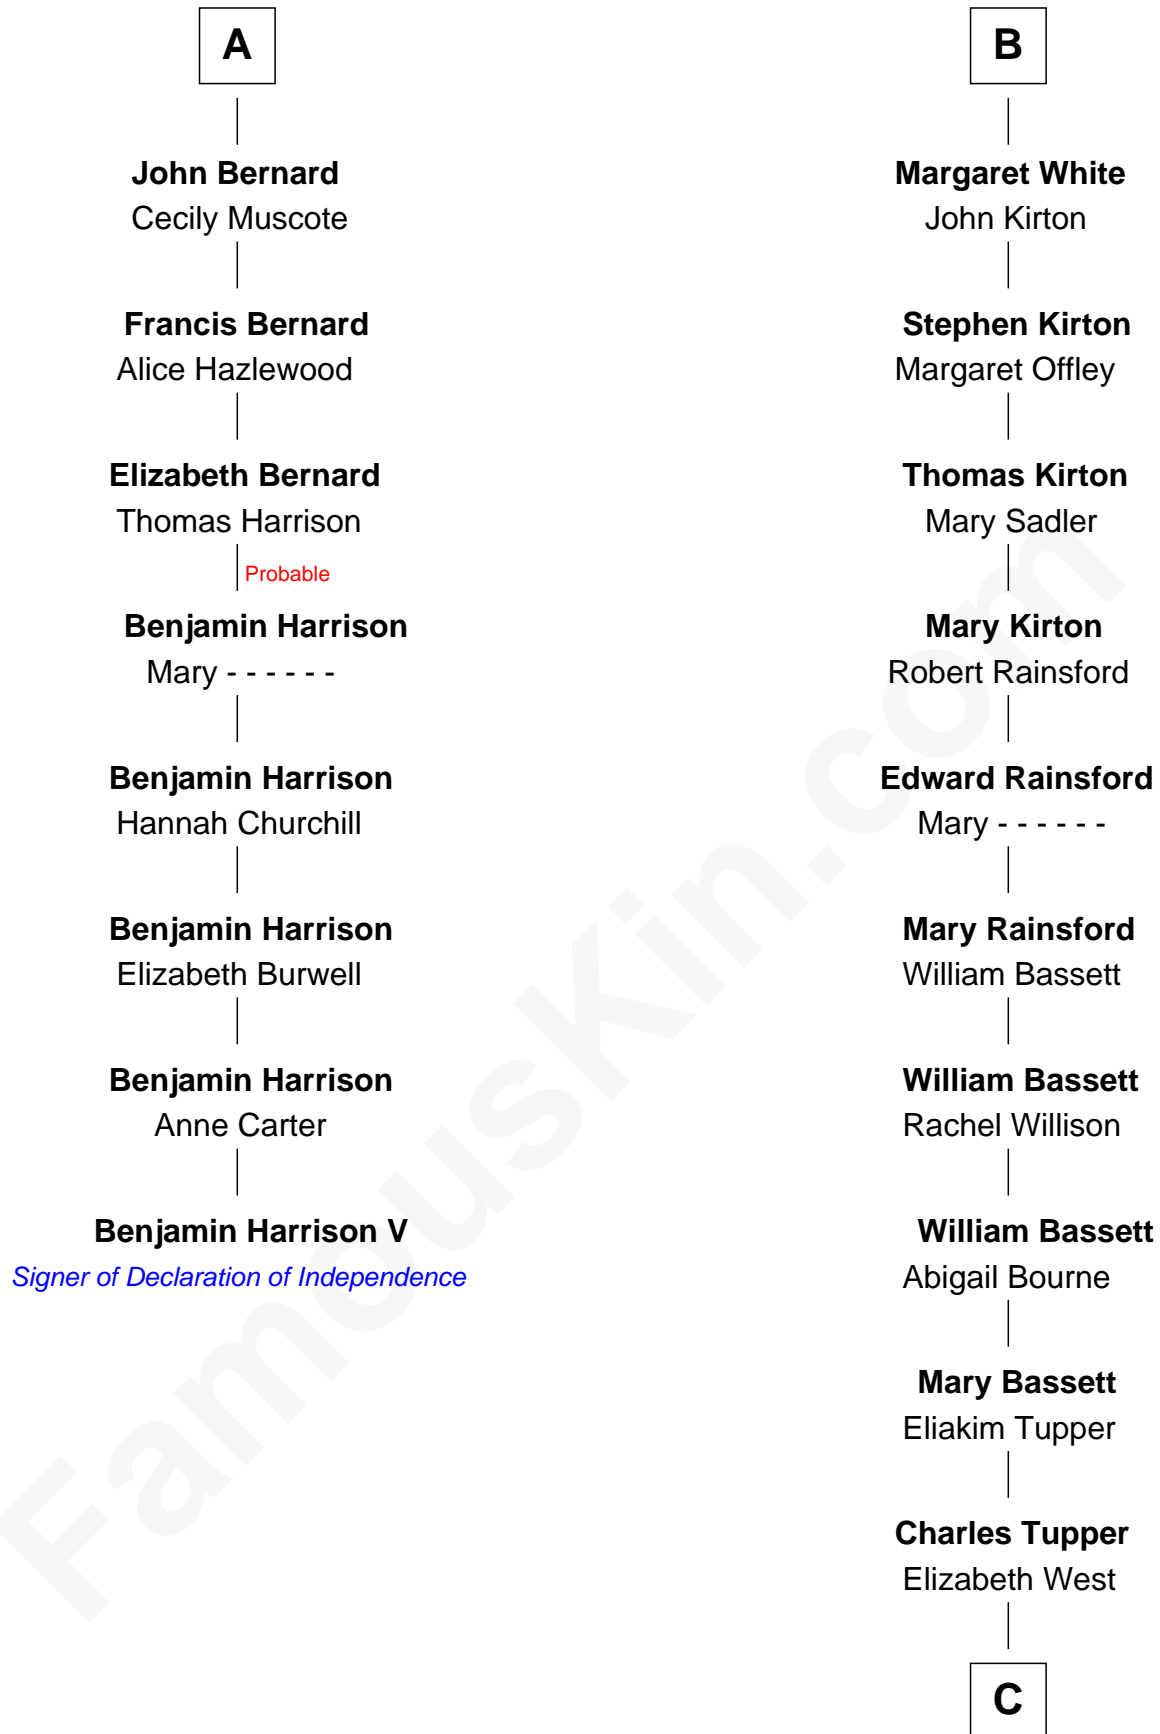 A
John Bernard
Cecily Muscote
Francis Bernard
Alice Hazlewood
Elizabeth Bernard
Thomas Harrison
Probable
Benjamin Harrison
Mary - - - - - -
Benjamin Harrison
Hannah Churchill
Benjamin Harrison
Elizabeth Burwell
Benjamin Harrison
Anne Carter
Benjamin Harrison V
Signer of Declaration of Independence
B
Margaret White
John Kirton
Stephen Kirton
Margaret Offley
Thomas Kirton
Mary Sadler
Mary Kirton
Robert Rainsford
Edward Rainsford
Mary - - - - - -
Mary Rainsford
William Bassett
William Bassett
Rachel Willison
William Bassett
Abigail Bourne
Mary Bassett
Eliakim Tupper
Charles Tupper
Elizabeth West
C
FamousKin.com